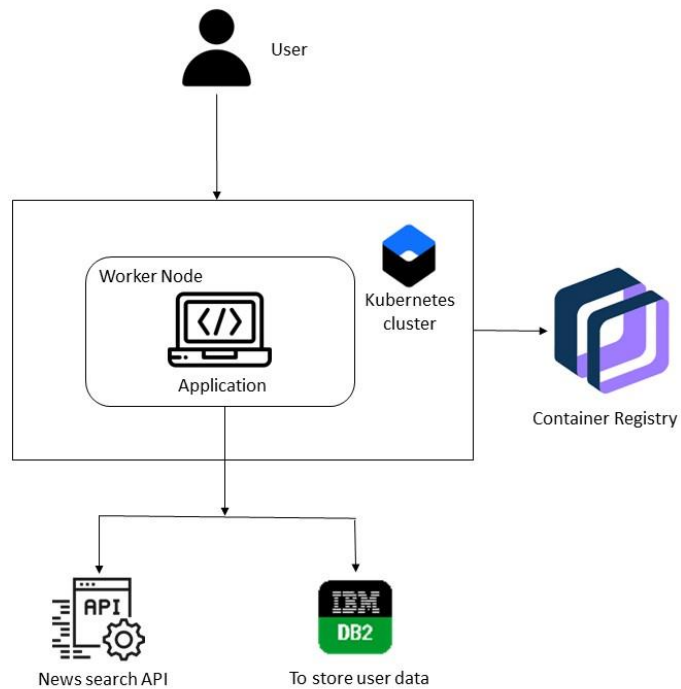 User
Worker Node
</>
Application
Kubernetes
cluster
Container Registry
API
News search API
IBM
DB2
To store user data